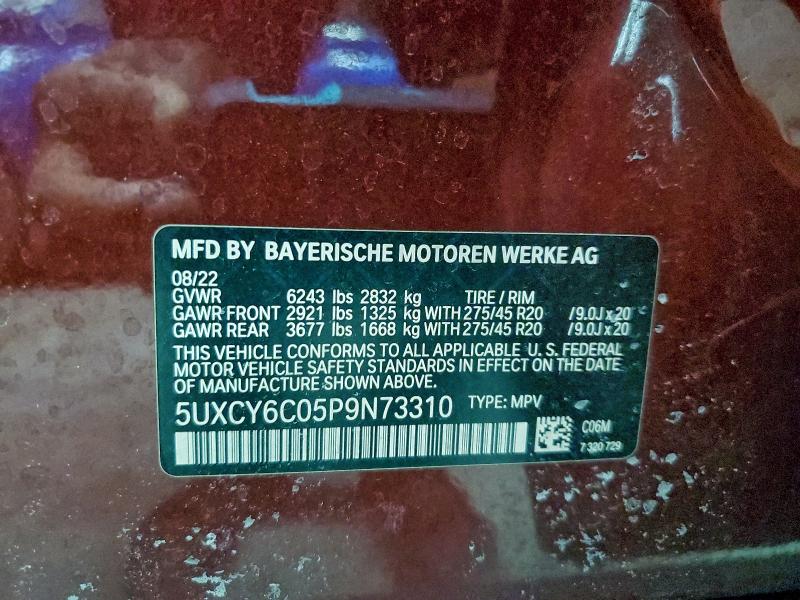 MFD BY BAYERISCHE MOTOREN WERKE AG
08/22
GVWR 6243 lbs 2832 kg TIRE / RIM
GAWR FRONT 2921 lbs 1325 kg WITH 275/45 R20 /9.0J x 20
GAWR REAR 3677 lbs 1668 kg WITH 275/45 R20 /9.0J x 20
THIS VEHICLE CONFORMS TO ALL APPLICABLE U. S. FEDERAL
MOTOR VEHICLE SAFETY STANDARDS IN EFFECT ON THE DATE
OF MANUFACTURE SHOWN ABOVE.
5UXCY6C05P9N73310 TYPE: MPV
C06M
7 320 729